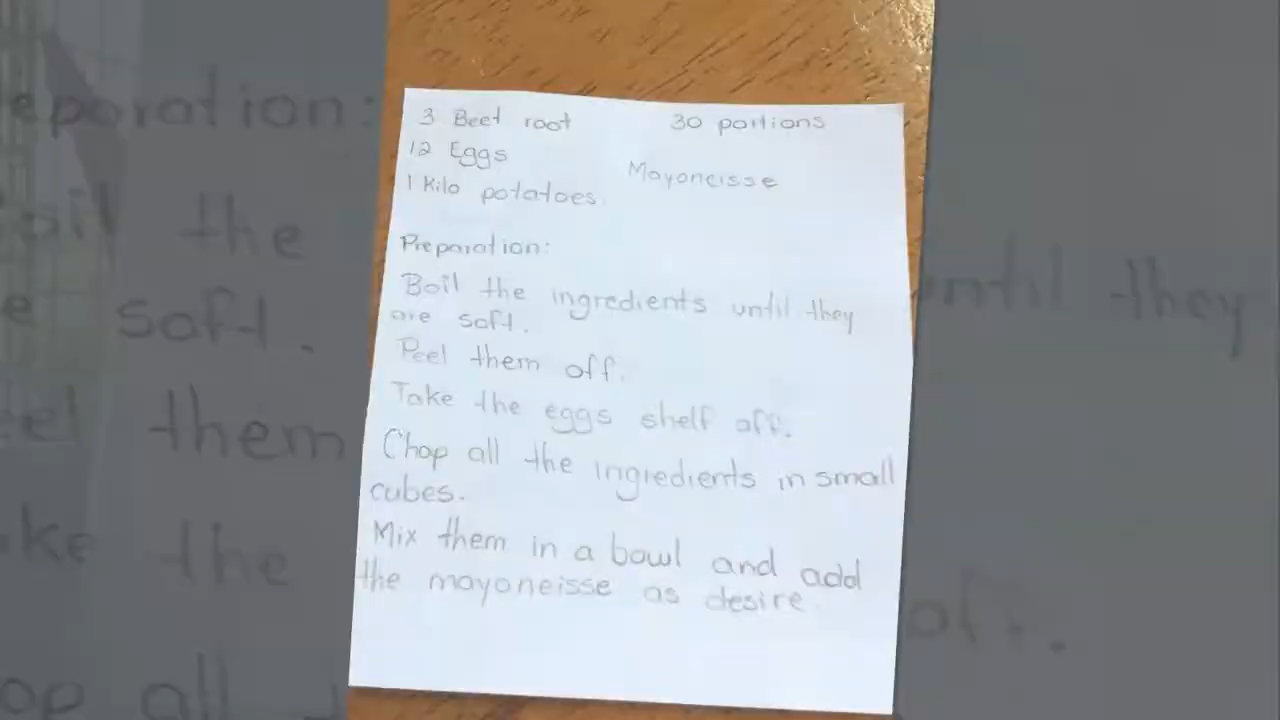 3 Beet root
30 portions
12 Eggs
Mayoneisse
1 Kilo potatoes.
Preparation:
Boil the ingredients until they
are soft.
Peel them off.
Take the eggs shelf off.
Chop all the ingredients in small
cubes.
Mix them in a bowl and add
the mayoneisse as desire.